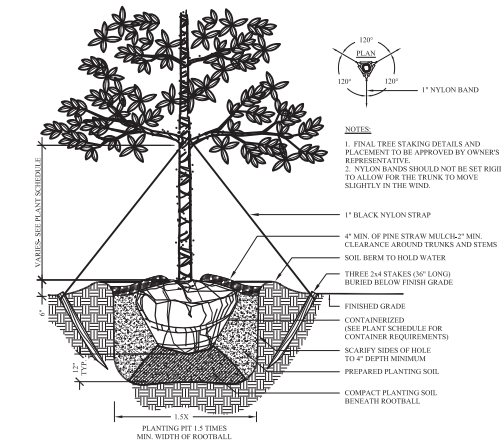 120°
PLAN
120°
120°
1" NYLON BAND
NOTES:
1. FINAL TREE STAKING DETAILS AND
PLACEMENT TO BE APPROVED BY OWNER'S
REPRESENTATIVE.
2. NYLON BANDS SHOULD NOT BE SET RIGI
TO ALLOW FOR THE TRUNK TO MOVE
SLIGHTLY IN THE WIND.
VARIES- SEE PLANT SCHEDULE
1" BLACK NYLON STRAP
4" MIN. OF PINE STRAW MULCH-2" MIN.
CLEARANCE AROUND TRUNKS AND STEMS
SOIL BERM TO HOLD WATER
THREE 2x4 STAKES (36" LONG)
BURIED BELOW FINISH GRADE
6"
FINISHED GRADE
CONTAINERIZED
(SEE PLANT SCHEDULE FOR
CONTAINER REQUIREMENTS)
SCARIFY SIDES OF HOLE
TO 4" DEPTH MINIMUM
12"
TYP.
PREPARED PLANTING SOIL
COMPACT PLANTING SOIL
BENEATH ROOTBALL
1.5X
PLANTING PIT 1.5 TIMES
MIN. WIDTH OF ROOTBALL